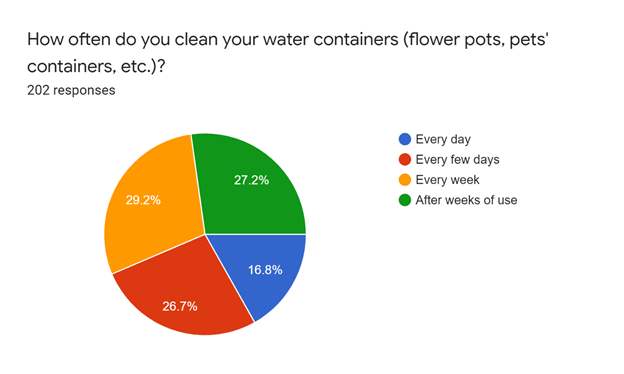 How often do you clean your water containers (flower pots, pets'
containers, etc.)?
202 responses
Every day
Every few days
Every week
After weeks of use
27.2%
29.2%
16.8%
26.7%